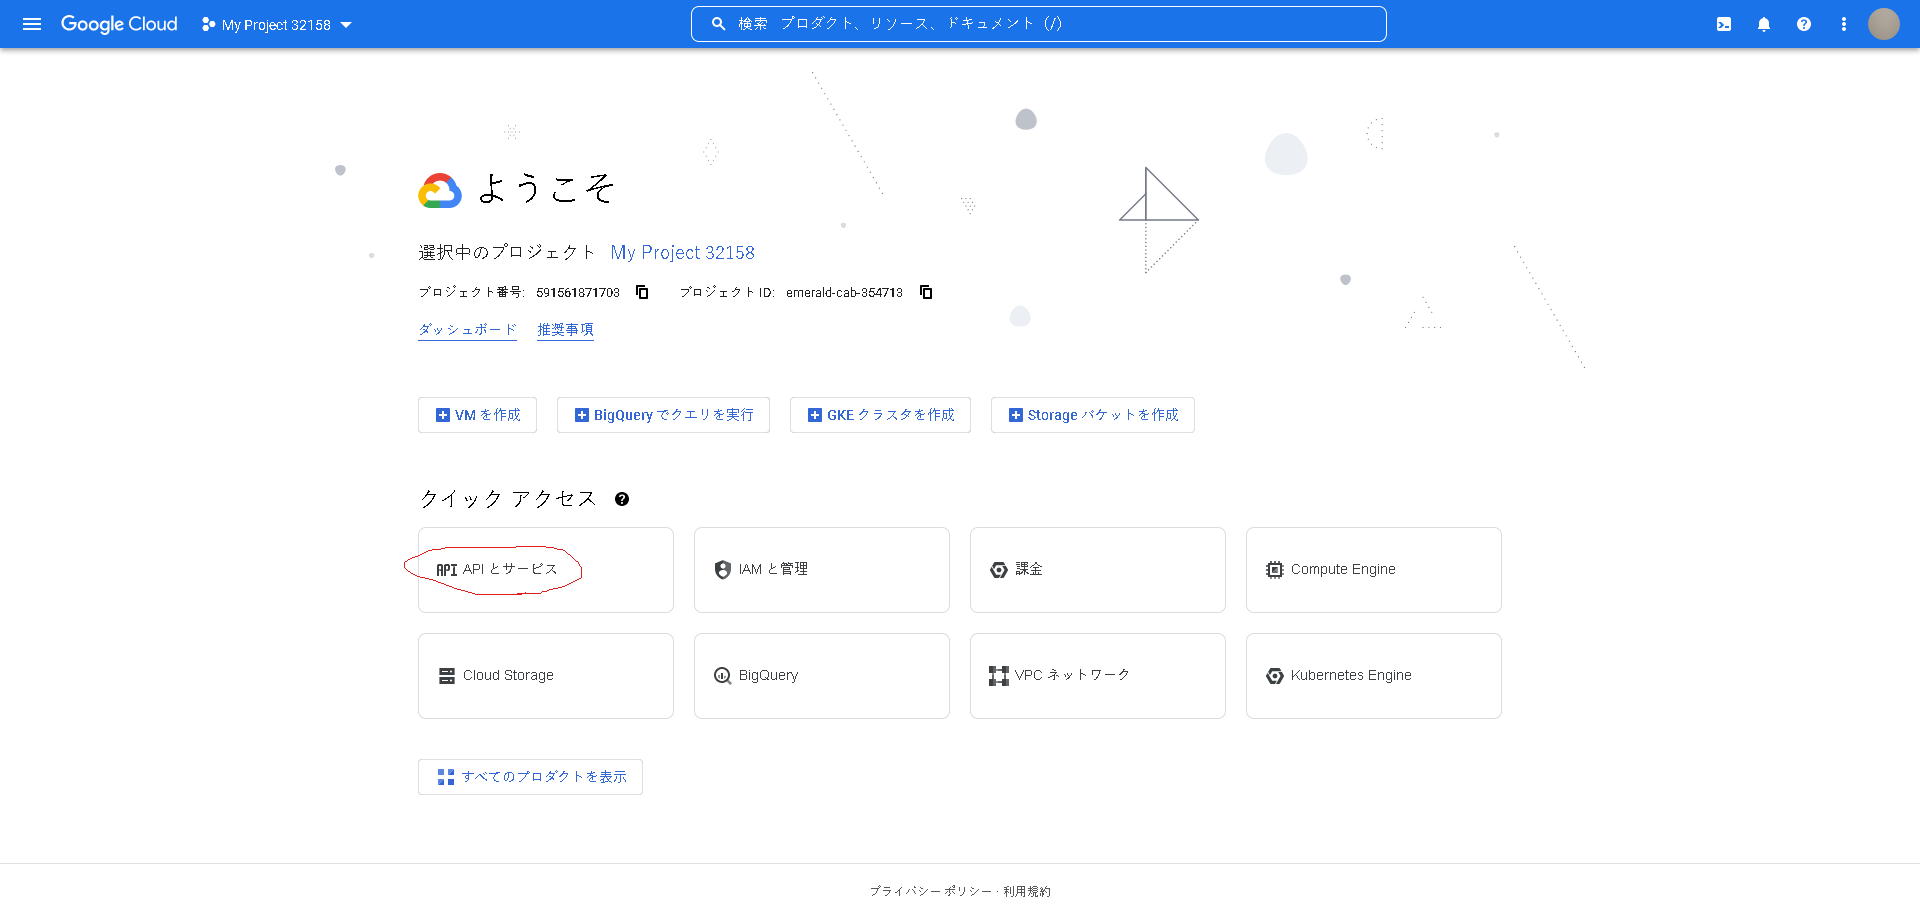 Google Cloud My Project 32158 検索 プロダクト、リソース、ドキュメント (/)
ようこそ
選択中のプロジェクト My Project 32158
プロジェクト番号: 591561871703 プロジェクト ID: emerald-cab-354713
ダッシュボード 推奨事項
VM を作成 BigQuery でクエリを実行 GKE クラスタを作成 Storage バケットを作成
クイック アクセス
API API とサービス IAM と管理 課金 Compute Engine
Cloud Storage BigQuery VPC ネットワーク Kubernetes Engine
すべてのプロダクトを表示
プライバシー ポリシー · 利用規約